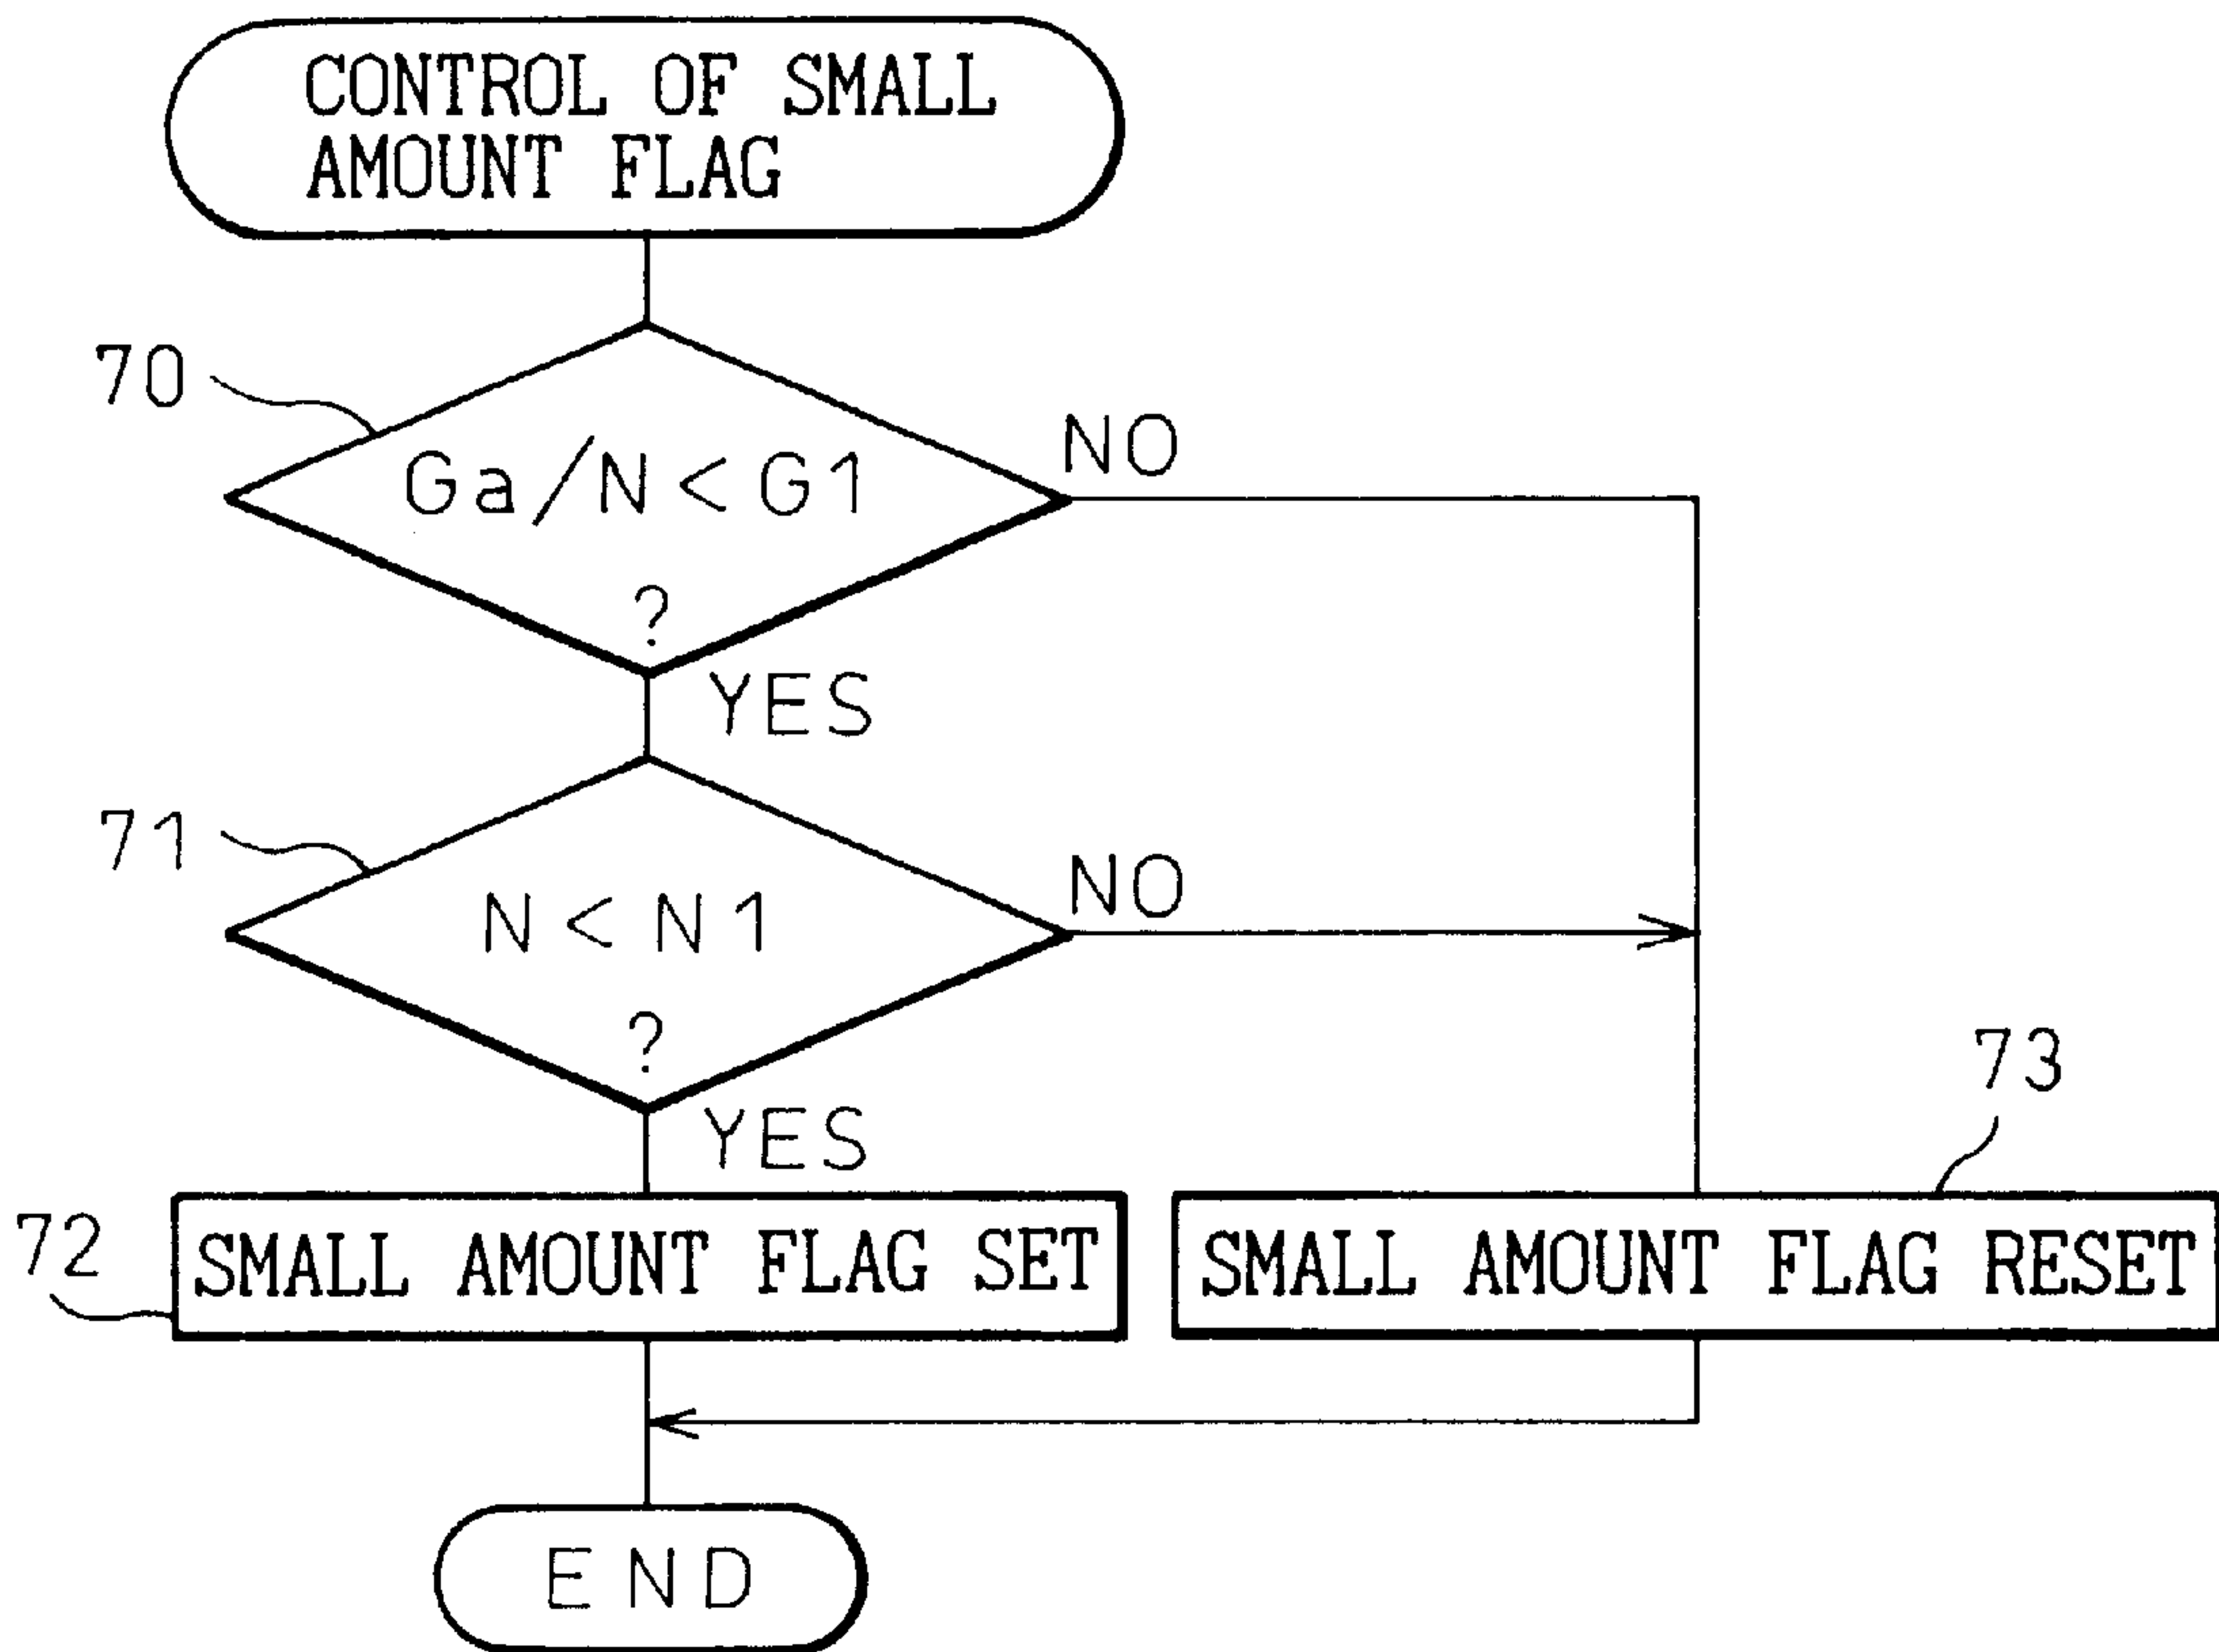 CONTROL OF SMALL
AMOUNT FLAG
70
Ga/N<G1
?
NO
YES
71
N<N1
?
NO
YES
73
72
SMALL AMOUNT FLAG SET
SMALL AMOUNT FLAG RESET
END